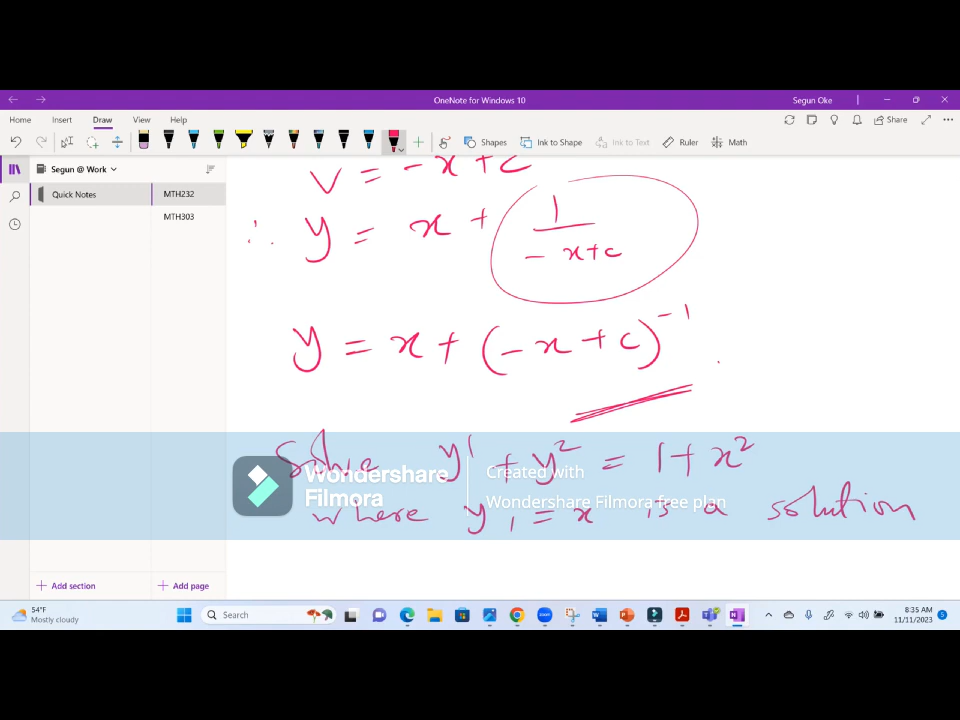 OneNote for Windows 10
Segun Oke
Home Insert Draw View Help
Share
Shapes Ink to Shape Ink to Text Ruler Math
Segun @ Work
Quick Notes
MTH232
MTH303
v = - x + c
∴ y = x + 1/(- x+c)
y = x + (- x + c)⁻¹
Solve y' + y² = 1 + x²
where y₁ = x is a solution
Wondershare
Filmora
Created with
Wondershare Filmora free plan
Add section Add page
54°F
Mostly cloudy
Search
8:35 AM
11/11/2023
5